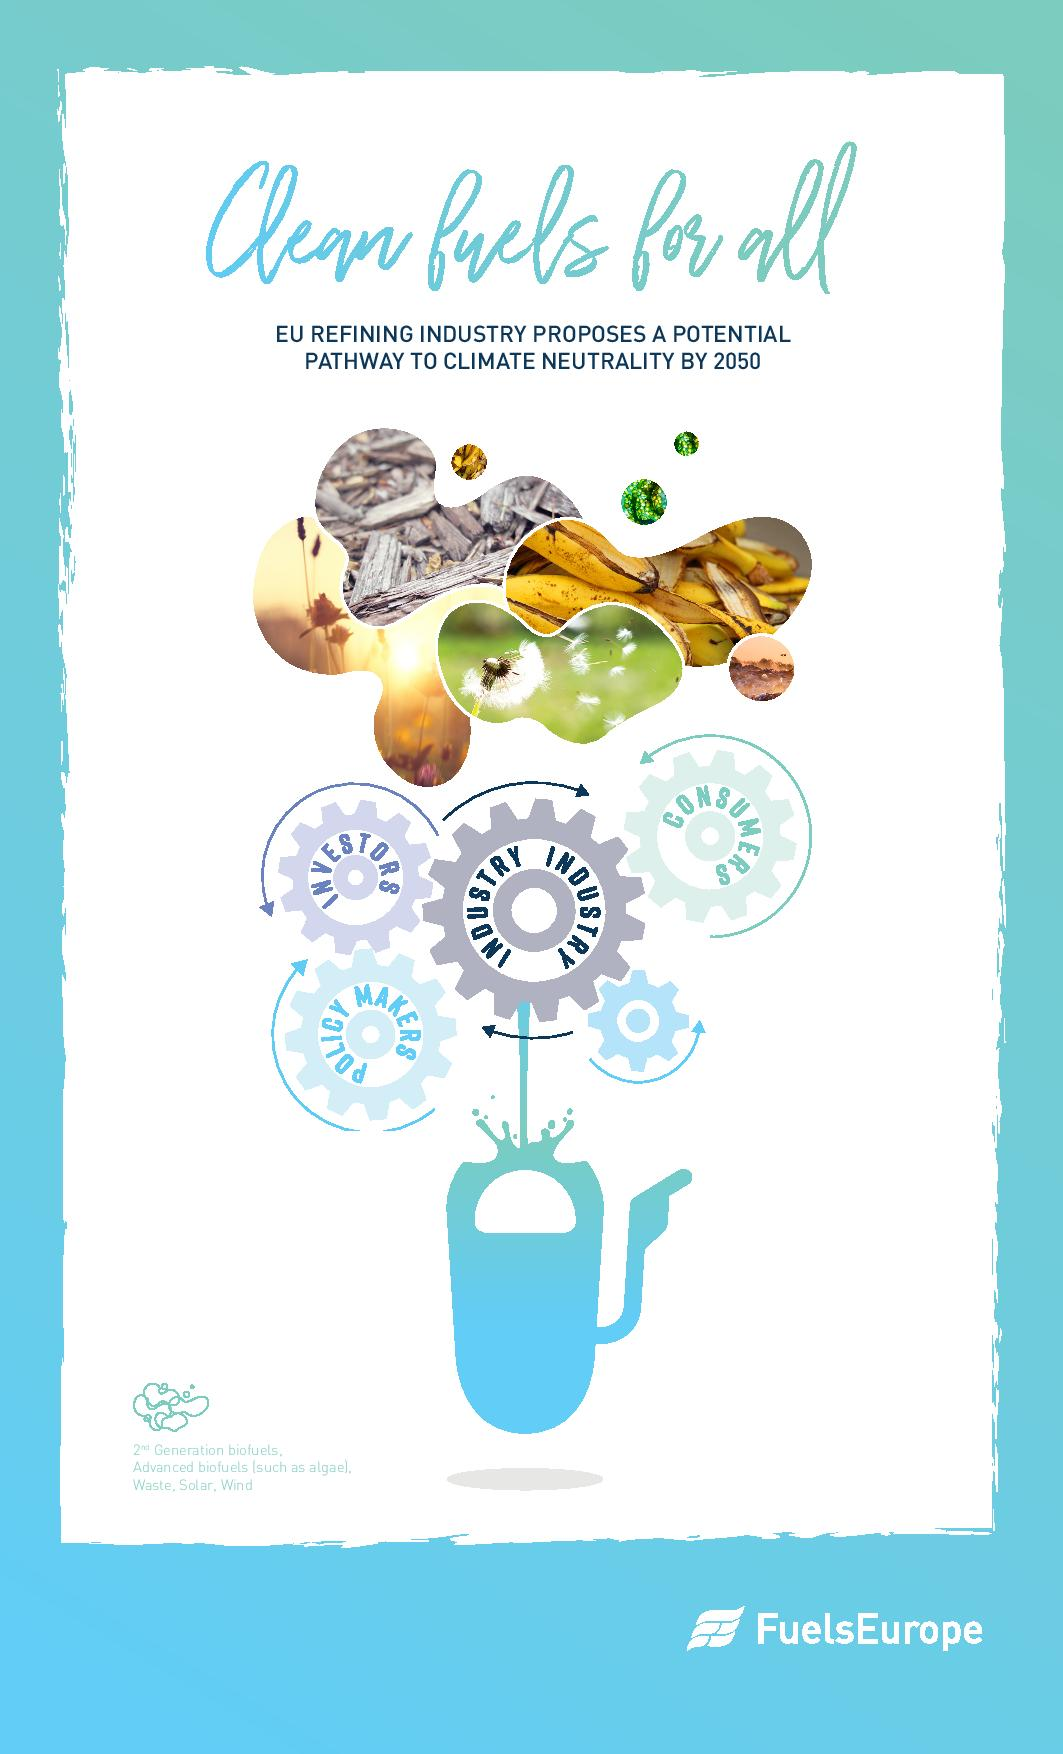 Clean fuels for all
EU REFINING INDUSTRY PROPOSES A POTENTIAL
PATHWAY TO CLIMATE NEUTRALITY BY 2050
INVESTORS
INDUSTRY INDUSTRY
CONSUMERS
POLICY MAKERS
2nd Generation biofuels,
Advanced biofuels (such as algae),
Waste, Solar, Wind
FuelsEurope